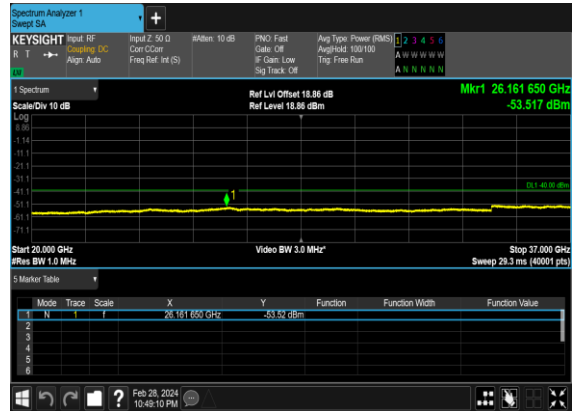 Spectrum Analyzer 1
Swept SA
+
KEYSIGHT Input: RF Input Z: 50 Ω #Atten: 10 dB PNO: Fast Avg Type: Power (RMS) 1 2 3 4 5 6
R T Coupling: DC Corr CCorr Gate: Off Avg|Hold: 100/100 A W W W W W
Align: Auto Freq Ref: Int (S) IF Gain: Low Trig: Free Run
Sig Track: Off A N N N N N
1 Spectrum Ref Lvl Offset 18.86 dB Mkr1 26.161 650 GHz
Scale/Div 10 dB Ref Level 18.86 dBm -53.517 dBm
Log
8.86
-1.14
-11.1
-21.1
-31.1
DL1 -40.00 dBm
-41.1
1
-51.1
-61.1
-71.1
Start 20.000 GHz Video BW 3.0 MHz* Stop 37.000 GHz
#Res BW 1.0 MHz Sweep 29.3 ms (40001 pts)
5 Marker Table
Mode Trace Scale X Y Function Function Width Function Value
1 N 1 f 26.161 650 GHz -53.52 dBm
2
3
4
5
6
? Feb 28, 2024
10:49:10 PM